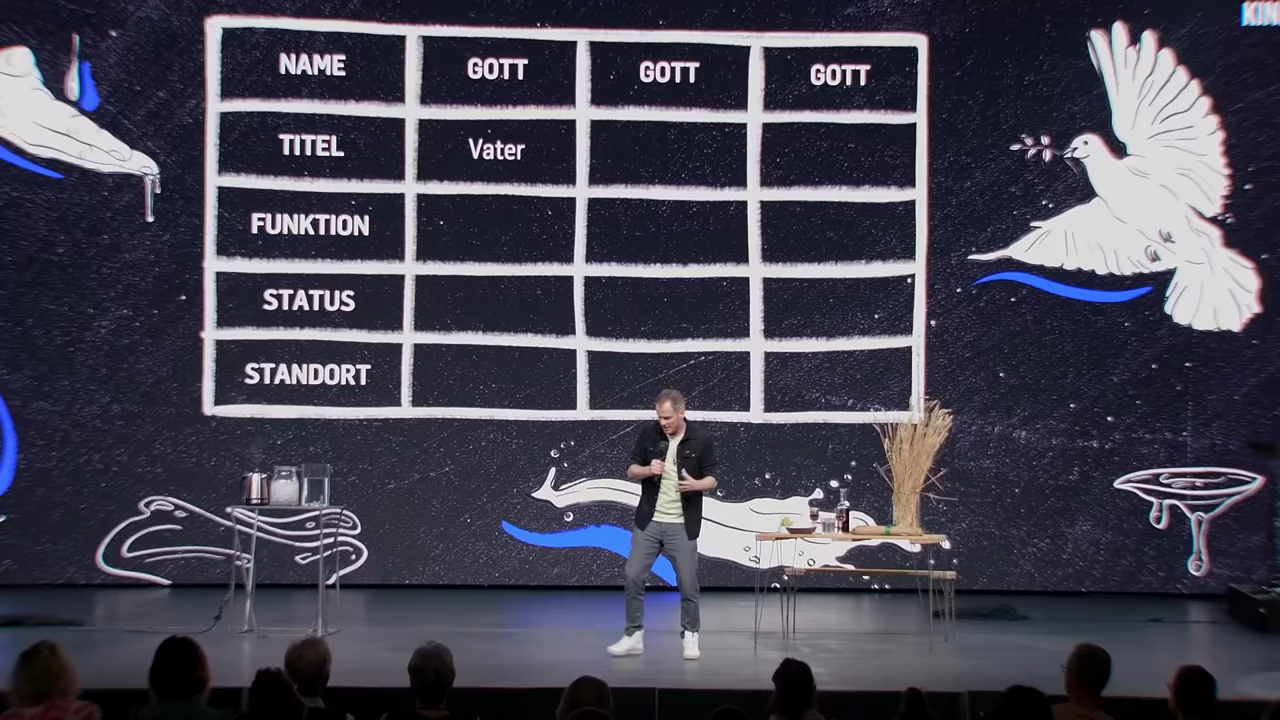 NAME GOTT GOTT GOTT
TITEL Vater
FUNKTION
STATUS
STANDORT